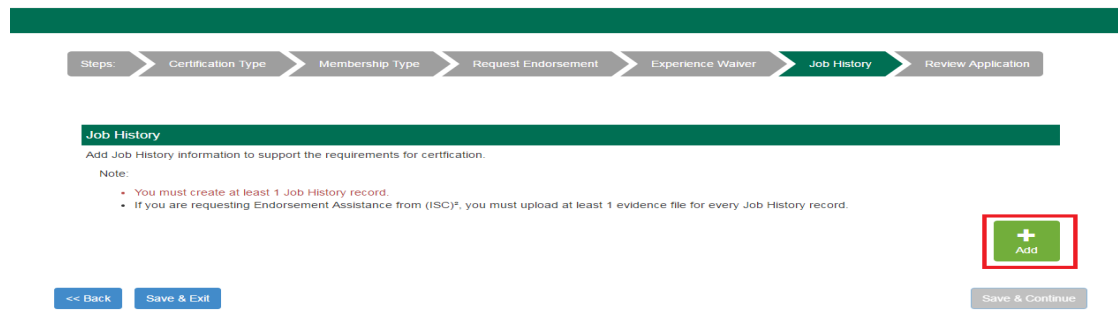 Steps: Certification Type Membership Type Request Endorsement Experience Waiver Job History Review Application
Job History
Add Job History information to support the requirements for certfication.
Note:
• You must create at least 1 Job History record.
• If you are requesting Endorsement Assistance from (ISC)², you must upload at least 1 evidence file for every Job History record.
+
Add
<< Back Save & Exit Save & Continue